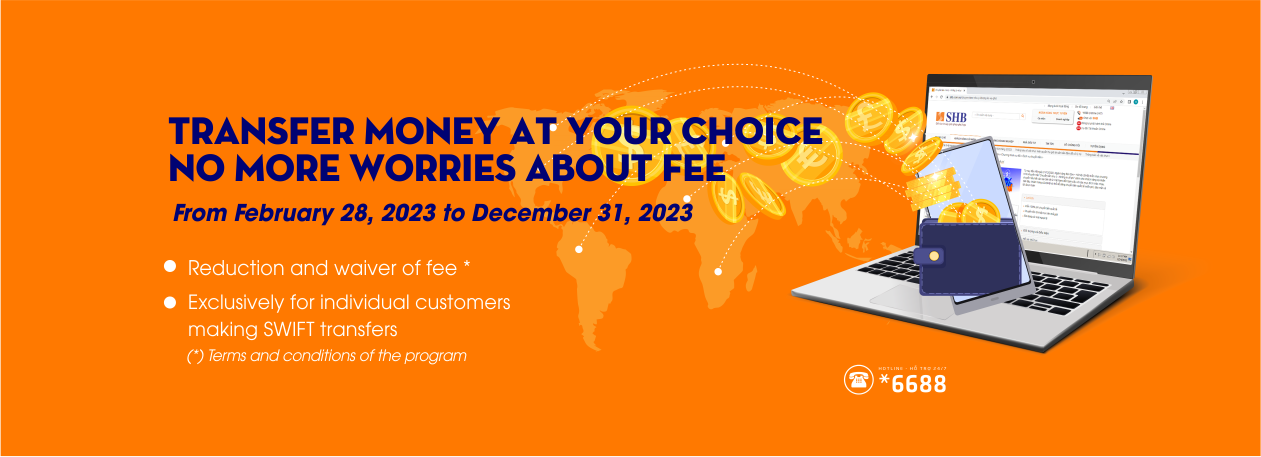 TRANSFER MONEY AT YOUR CHOICE
NO MORE WORRIES ABOUT FEE
From February 28, 2023 to December 31, 2023
Reduction and waiver of fee *
Exclusively for individual customers
making SWIFT transfers
(*) Terms and conditions of the program
SHB
HOTLINE - HỖ TRỢ 24/7
*6688